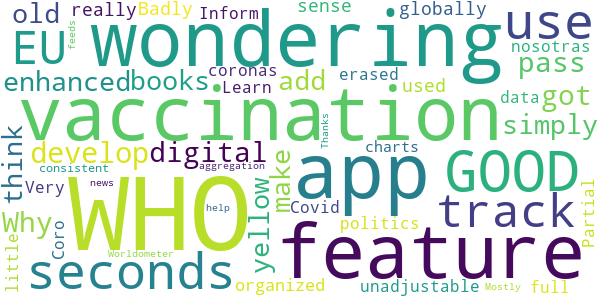 old really Badly Inform sense globally use
EU wondering nosotras
feeds
enhanced books coronas Learn add erased used data got pass
vaccination simply
think develop digital make Thanks charts
consistent aggregation
Very news WHO help yellow app GOOD
Why Coro Covid politics track Partial
little Worldometer seconds organized feature unadjustable Mostly full